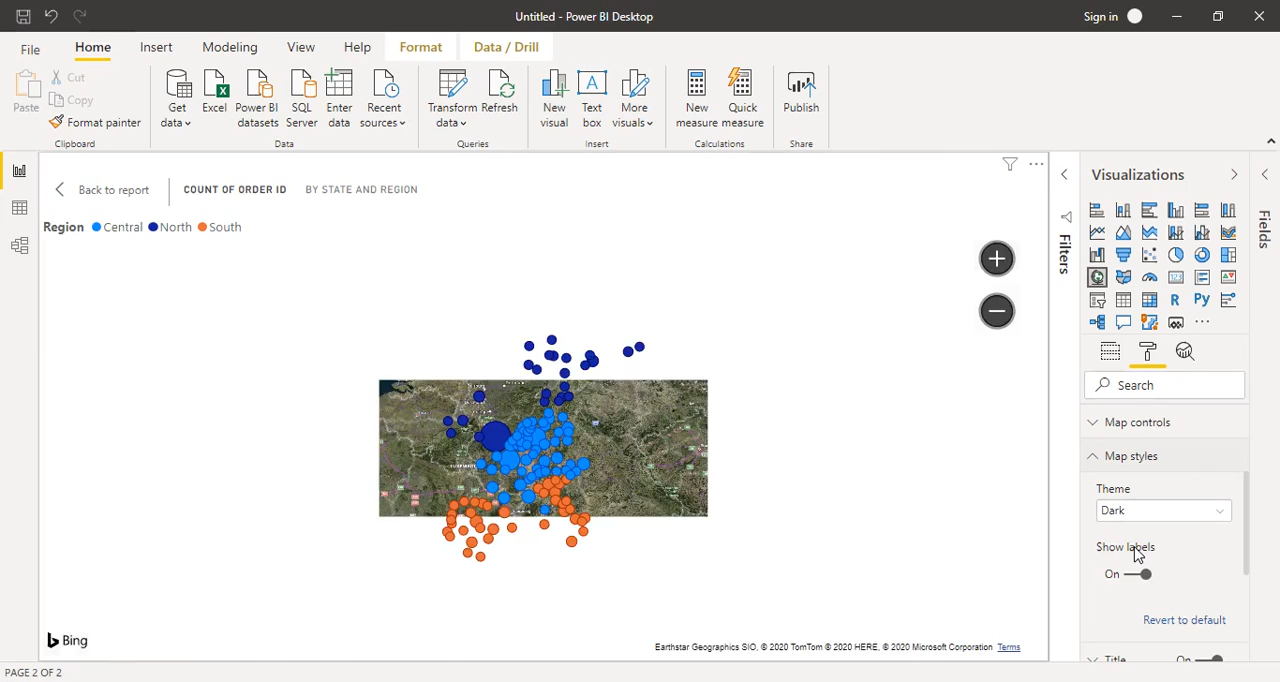 Untitled - Power BI Desktop
Sign in
File
Home
Insert
Modeling
View
Help
Format
Data / Drill
Paste
Cut
Copy
Format painter
Clipboard
Get data
Excel
Power BI datasets
SQL Server
Enter data
Recent sources
Data
Transform data
Refresh
Queries
New visual
Text box
More visuals
Insert
New measure
Quick measure
Calculations
Publish
Share
Back to report
COUNT OF ORDER ID
BY STATE AND REGION
Region
Central
North
South
Filters
Visualizations
Fields
123
R
Py
Search
Map controls
Map styles
Theme
Dark
Show labels
On
Revert to default
Title
On
Bing
Earthstar Geographics SIO, © 2020 TomTom © 2020 HERE, © 2020 Microsoft Corporation Terms
PAGE 2 OF 2